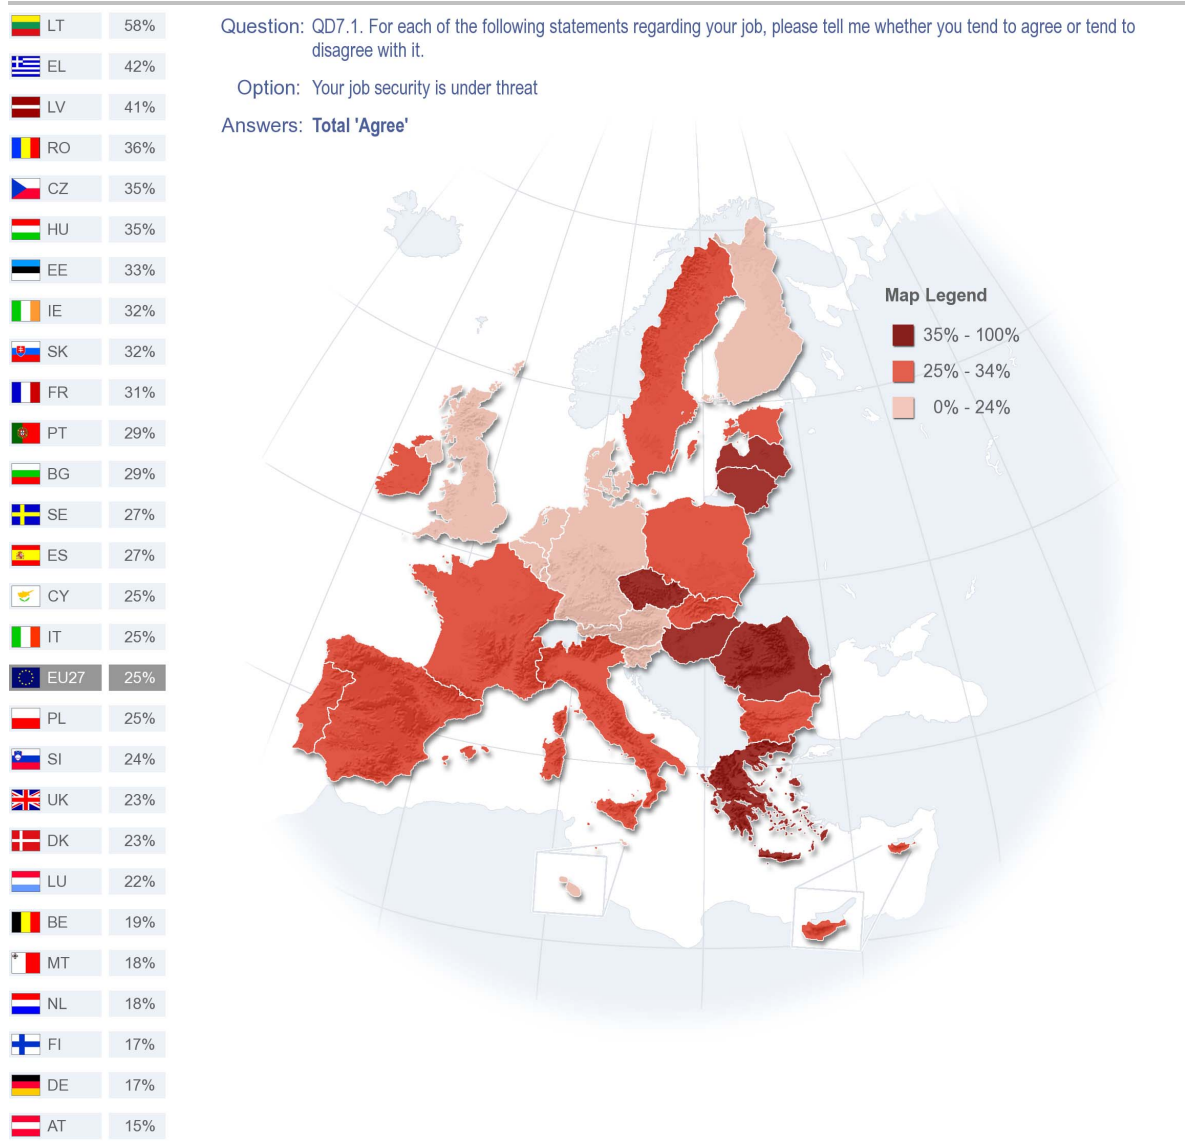 LT 58%
EL 42%
LV 41%
RO 36%
CZ 35%
HU 35%
EE 33%
IE 32%
SK 32%
FR 31%
PT 29%
BG 29%
SE 27%
ES 27%
CY 25%
IT 25%
EU27 25%
PL 25%
SI 24%
UK 23%
DK 23%
LU 22%
BE 19%
MT 18%
NL 18%
FI 17%
DE 17%
AT 15%
Question: QD7.1. For each of the following statements regarding your job, please tell me whether you tend to agree or tend to
disagree with it.
Option: Your job security is under threat
Answers: Total 'Agree'
Map Legend
35% - 100%
25% - 34%
0% - 24%